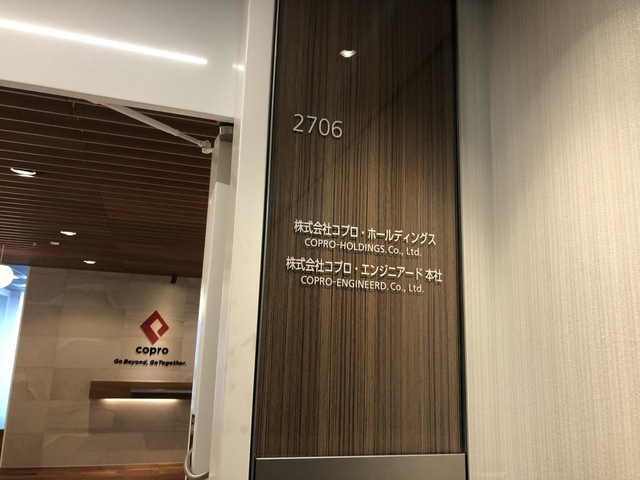 2706
株式会社コプロ・ホールディングス
COPRO-HOLDINGS. Co., Ltd.
株式会社コプロ・エンジニアード 本社
COPRO-ENGINEERD. Co., Ltd.
copro
Go Beyond, Go Together.